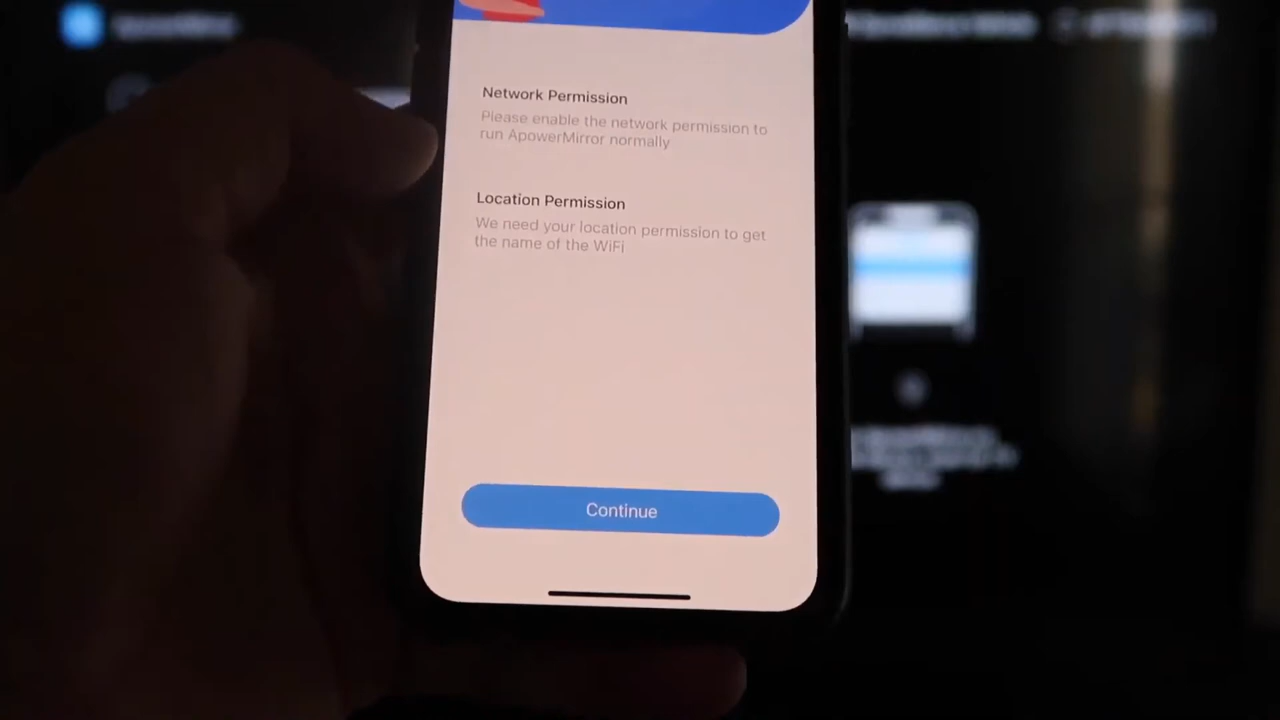 Network Permission
Please enable the network permission to
run ApowerMirror normally
Location Permission
We need your location permission to get
the name of the WiFi
Continue